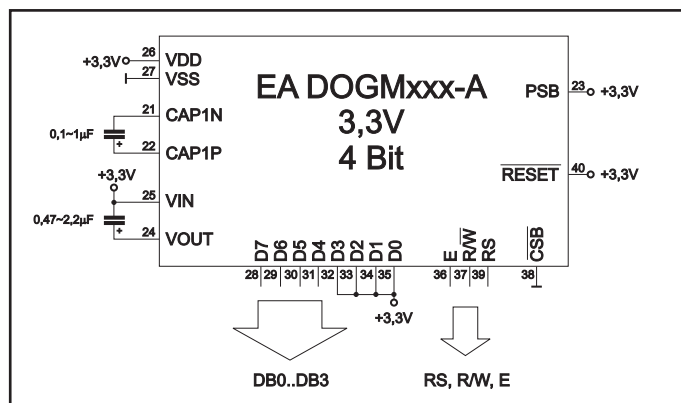 EA DOGMxxx-A
3,3V
4 Bit
+3,3V
26
VDD
27
VSS
21
CAP1N
0,1~1µF
+
22
CAP1P
+3,3V
25
VIN
0,47~2,2µF
+
24
VOUT
PSB
23
+3,3V
RESET
40
+3,3V
D7
D6
D5
D4
D3
D2
D1
D0
E
R/W
RS
CSB
28
29
30
31
32
33
34
35
36
37
39
38
+3,3V
DB0..DB3
RS, R/W, E